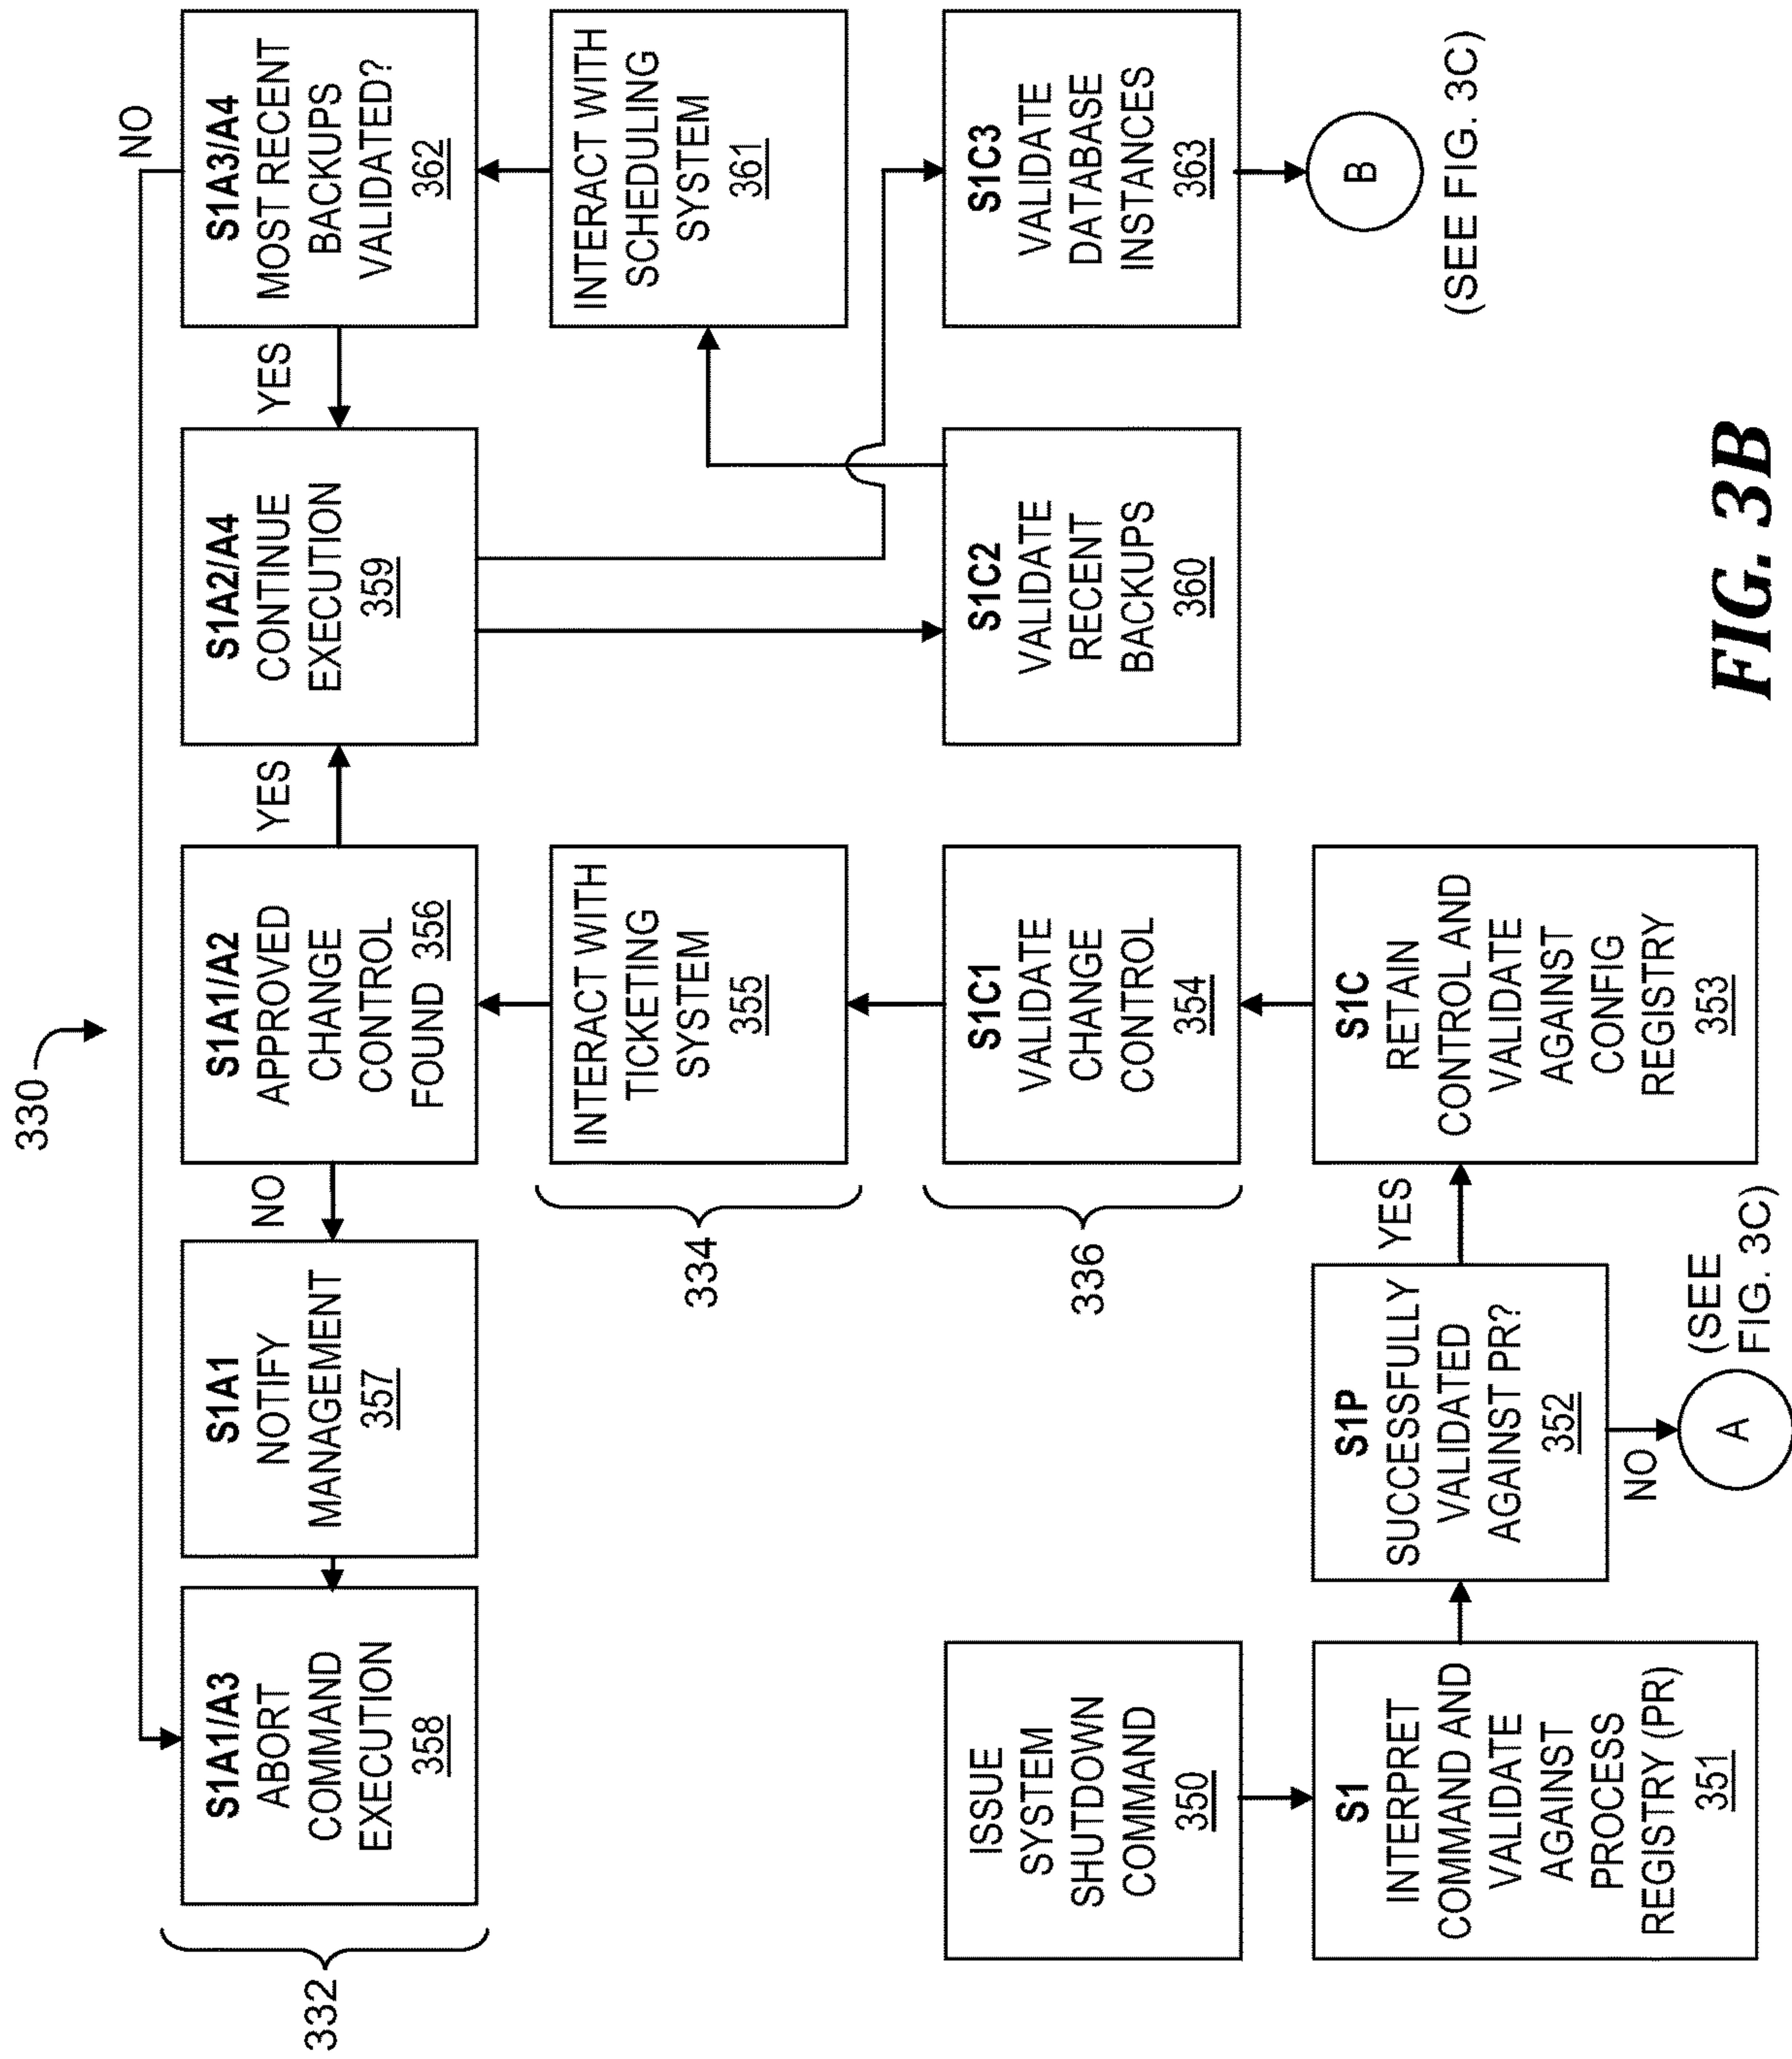 330
NO
S1A1/A3
ABORT
COMMAND
EXECUTION
358
S1A1
NOTIFY
MANAGEMENT
357
NO
S1A1/A2
APPROVED
CHANGE
CONTROL
FOUND 356
YES
S1A2/A4
CONTINUE
EXECUTION
359
YES
S1A3/A4
MOST RECENT
BACKUPS
VALIDATED?
362
332
334
INTERACT WITH
TICKETING
SYSTEM
355
INTERACT WITH
SCHEDULING
SYSTEM
361
ISSUE
SYSTEM
SHUTDOWN
COMMAND
350
336
S1C1
VALIDATE
CHANGE
CONTROL
354
S1C2
VALIDATE
RECENT
BACKUPS
360
S1C3
VALIDATE
DATABASE
INSTANCES
363
S1
INTERPRET
COMMAND AND
VALIDATE
AGAINST
PROCESS
REGISTRY (PR)
351
S1P
SUCCESSFULLY
VALIDATED
AGAINST PR?
352
YES
S1C
RETAIN
CONTROL AND
VALIDATE
AGAINST
CONFIG
REGISTRY
353
B
(SEE FIG. 3C)
NO
A
(SEE
FIG. 3C)
FIG. 3B